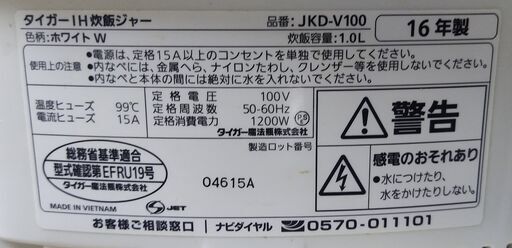 タイガーIH炊飯ジャー 品番: JKD-V100 16年製
色柄:ホワイト W 炊飯容量:1.0L
使用上の注意
●電源は、定格15A以上のコンセントを単独で使用してください。
●内なべに、金属へら、ナイロンたわし、クレンザー等を使用しないでください。
●内なべと本体の間には絶対に水を入れないでください。
温度ヒューズ 99℃
電流ヒューズ 15A
定格電圧 100V
定格周波数 50-60Hz
定格消費電力 1200W
タイガー魔法瓶株式会社
製造ロット番号
04615A
総務省基準適合
型式確認第EFRU19号
タイガー魔法瓶株式会社
MADE IN VIETNAM JET
警告
感電のおそれあり
●水につけたり、
水をかけたりしない
お客様ご相談窓口 ナビダイヤル 0570-011101